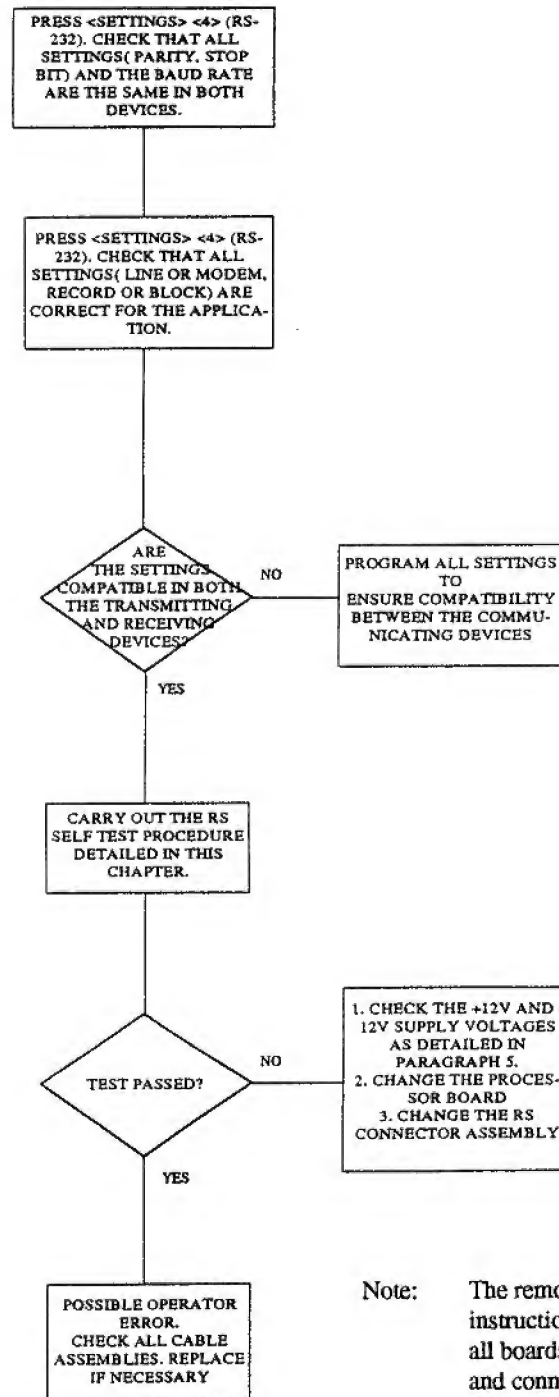 PRESS <SETTINGS> <4> (RS-
232). CHECK THAT ALL
SETTINGS( PARITY, STOP
BIT) AND THE BAUD RATE
ARE THE SAME IN BOTH
DEVICES.
PRESS <SETTINGS> <4> (RS-
232). CHECK THAT ALL
SETTINGS( LINE OR MODEM,
RECORD OR BLOCK) ARE
CORRECT FOR THE APPLICA-
TION.
ARE
THE SETTINGS
COMPATIBLE IN BOTH
THE TRANSMITTING
AND RECEIVING
DEVICES?
NO
PROGRAM ALL SETTINGS
TO
ENSURE COMPATIBILITY
BETWEEN THE COMMU-
NICATING DEVICES
YES
CARRY OUT THE RS
SELF TEST PROCEDURE
DETAILED IN THIS
CHAPTER.
TEST PASSED?
NO
1. CHECK THE +12V AND
12V SUPPLY VOLTAGES
AS DETAILED IN
PARAGRAPH 5.
2. CHANGE THE PROCES-
SOR BOARD
3. CHANGE THE RS
CONNECTOR ASSEMBLY
YES
POSSIBLE OPERATOR
ERROR.
CHECK ALL CABLE
ASSEMBLIES. REPLACE
IF NECESSARY
Note: The remo
instruction
all boards
and conn